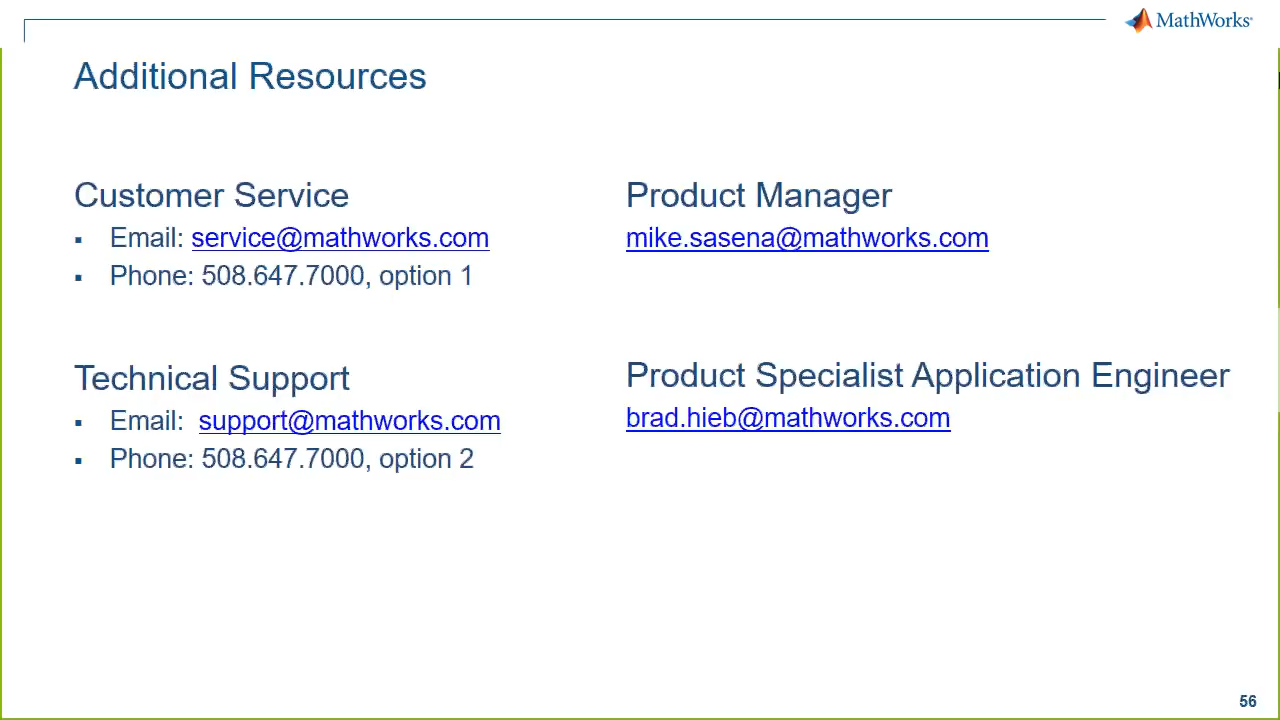 MathWorks
Additional Resources
Customer Service
▪ Email: service@mathworks.com
▪ Phone: 508.647.7000, option 1
Technical Support
▪ Email: support@mathworks.com
▪ Phone: 508.647.7000, option 2
Product Manager
mike.sasena@mathworks.com
Product Specialist Application Engineer
brad.hieb@mathworks.com
56